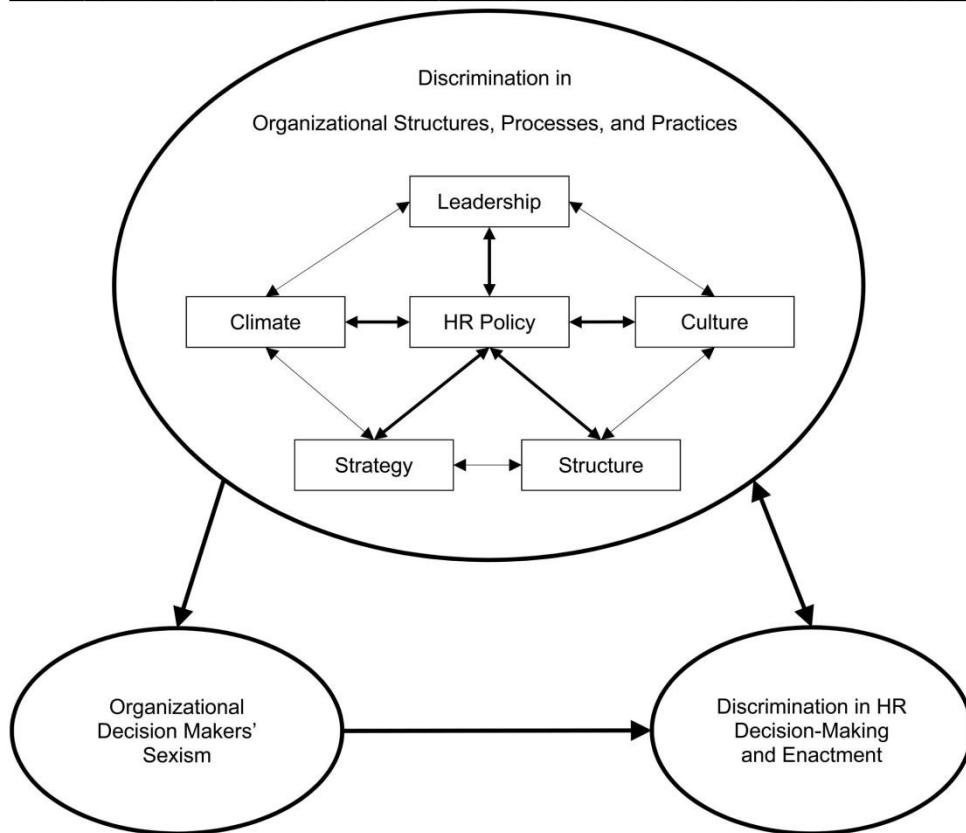 Discrimination in
Organizational Structures, Processes, and Practices
Leadership
Climate
HR Policy
Culture
Strategy
Structure
Organizational
Decision Makers’
Sexism
Discrimination in HR
Decision-Making
and Enactment